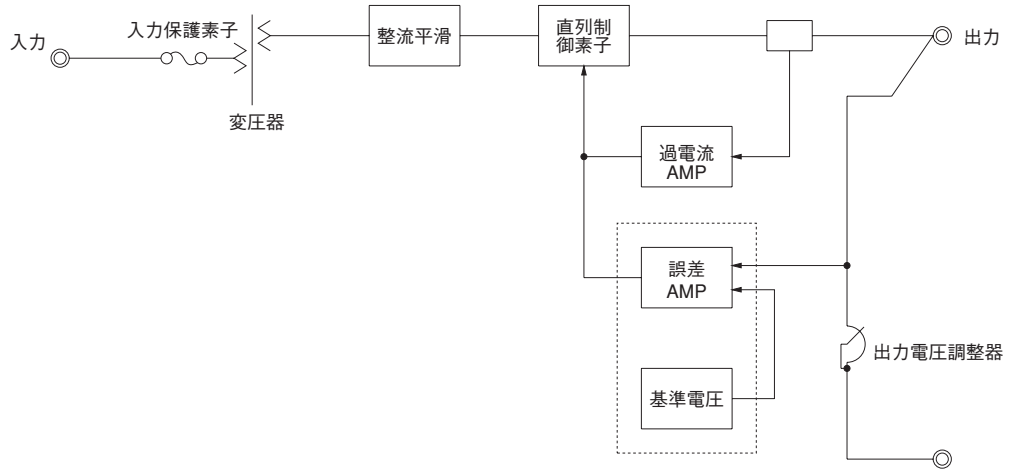 入力
入力保護素子
変圧器
整流平滑
直列制
御素子
出力
過電流
AMP
誤差
AMP
基準電圧
出力電圧調整器